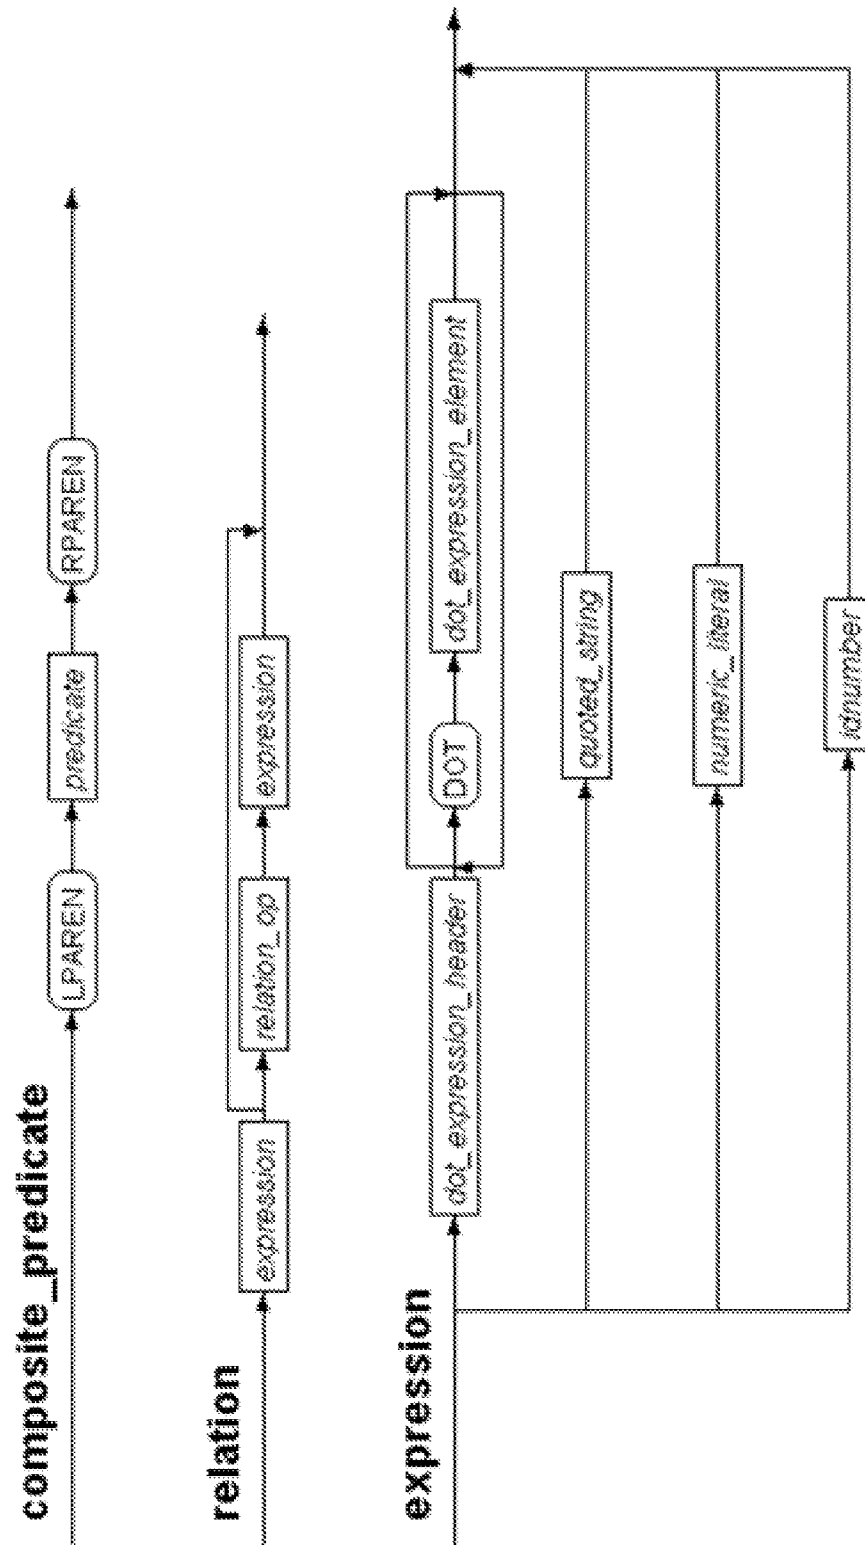 composite_predicate
LPAREN
predicate
RPAREN
relation
expression
relation_op
expression
expression
dot_expression_header
DOT
dot_expression_element
quoted_string
numeric_literal
idnumber